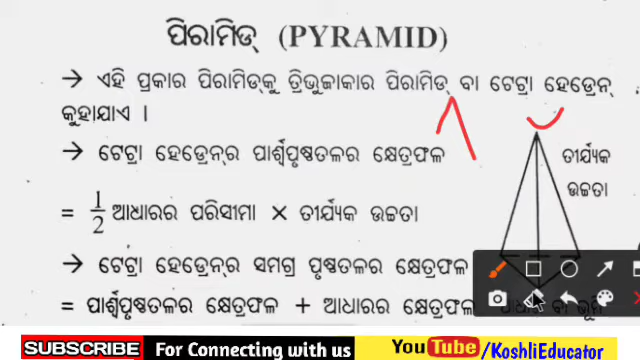 ପିରାମିଡ୍ (PYRAMID)
→ ଏହି ପ୍ରକାର ପିରାମିଡ୍‌କୁ ତ୍ରିଭୁଜାକାର ପିରାମିଡ୍ ବା ଟେଟ୍ରା ହେଡ୍ରେନ୍
କୁହାଯାଏ ।
→ ଟେଟ୍ରା ହେଡ୍ରେନ୍‌ର ପାର୍ଶ୍ୱପୃଷ୍ଠତଳର କ୍ଷେତ୍ରଫଳ
ତୀର୍ଯ୍ୟକ
ଉଚ୍ଚତା
= 1/2 ଆଧାରର ପରିସୀମା × ତୀର୍ଯ୍ୟକ ଉଚ୍ଚତା
→ ଟେଟ୍ରା ହେଡ୍ରେନ୍‌ର ସମଗ୍ର ପୃଷ୍ଠତଳର କ୍ଷେତ୍ରଫଳ
= ପାର୍ଶ୍ୱପୃଷ୍ଠତଳର କ୍ଷେତ୍ରଫଳ + ଆଧାରର କ୍ଷେତ୍ରଫଳ
SUBSCRIBE For Connecting with us YouTube/KoshliEducator